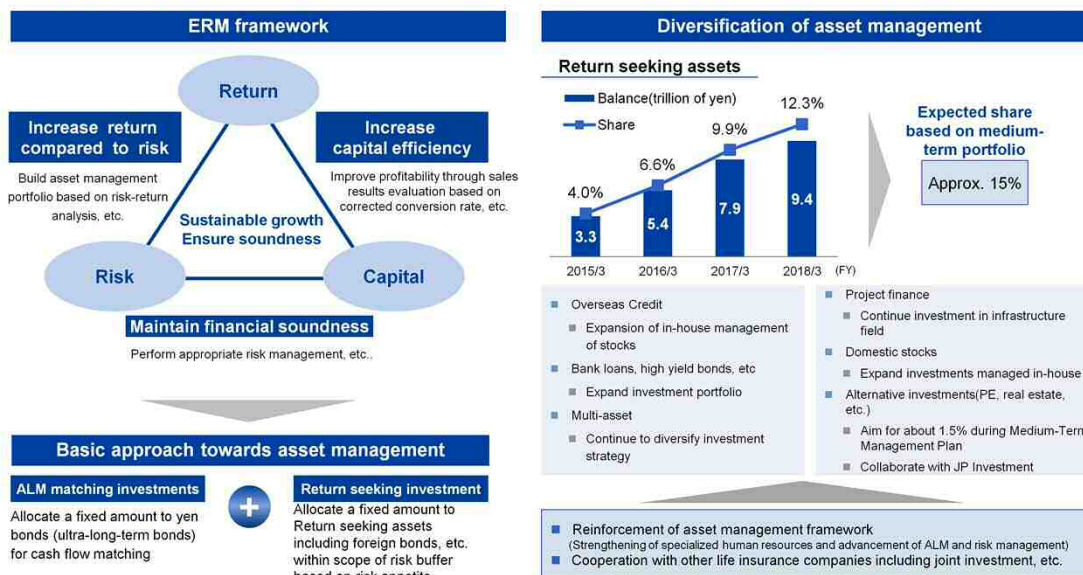 ERM framework
Return
Increase return
compared to risk
Build asset management
portfolio based on risk-return
analysis, etc.
Increase
capital efficiency
Improve profitability through sales
results evaluation based on
corrected conversion rate, etc.
Sustainable growth
Ensure soundness
Risk
Capital
Maintain financial soundness
Perform appropriate risk management, etc..
Basic approach towards asset management
ALM matching investments
Allocate a fixed amount to yen
bonds (ultra-long-term bonds)
for cash flow matching
+
Return seeking investment
Allocate a fixed amount to
Return seeking assets
including foreign bonds, etc.
within scope of risk buffer
based on risk appetite
Diversification of asset management
Return seeking assets
Balance(trillion of yen)
Share
4.0%
6.6%
9.9%
12.3%
3.3
5.4
7.9
9.4
2015/3
2016/3
2017/3
2018/3
(FY)
Expected share
based on medium-
term portfolio
Approx. 15%
Overseas Credit
Expansion of in-house management
of stocks
Bank loans, high yield bonds, etc
Expand investment portfolio
Multi-asset
Continue to diversify investment
strategy
Project finance
Continue investment in infrastructure
field
Domestic stocks
Expand investments managed in-house
Alternative investments(PE, real estate,
etc.)
Aim for about 1.5% during Medium-Term
Management Plan
Collaborate with JP Investment
Reinforcement of asset management framework
(Strengthening of specialized human resources and advancement of ALM and risk management)
Cooperation with other life insurance companies including joint investment, etc.